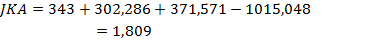 JKA = 343 + 302,286 + 371,571 − 1015,048
= 1,809